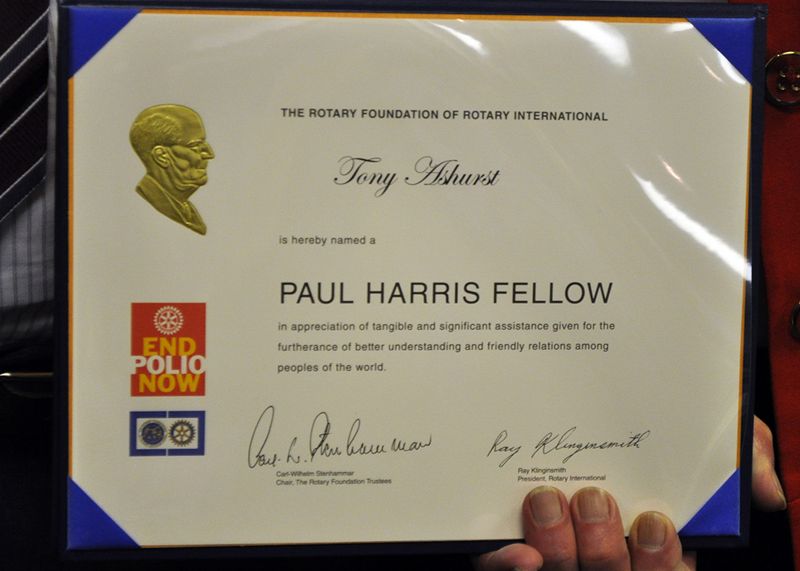 THE ROTARY FOUNDATION OF ROTARY INTERNATIONAL
Tony Ashurst
is hereby named a
PAUL HARRIS FELLOW
in appreciation of tangible and significant assistance given for the
furtherance of better understanding and friendly relations among
peoples of the world.
END
POLIO
NOW
Carl-Wilhelm Stenhammar
Chair, The Rotary Foundation Trustees
Ray Klinginsmith
Ray Klinginsmith
President, Rotary International